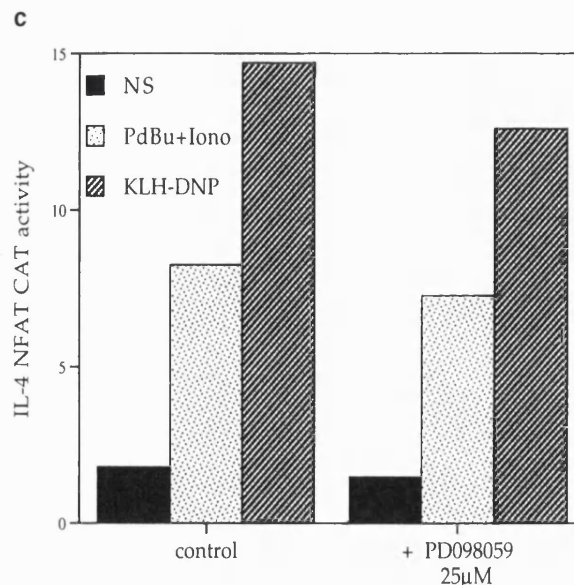 c
15
NS
PdBu+Iono
KLH-DNP
10
5
0
IL-4 NFAT CAT activity
control
+ PD098059
25µM